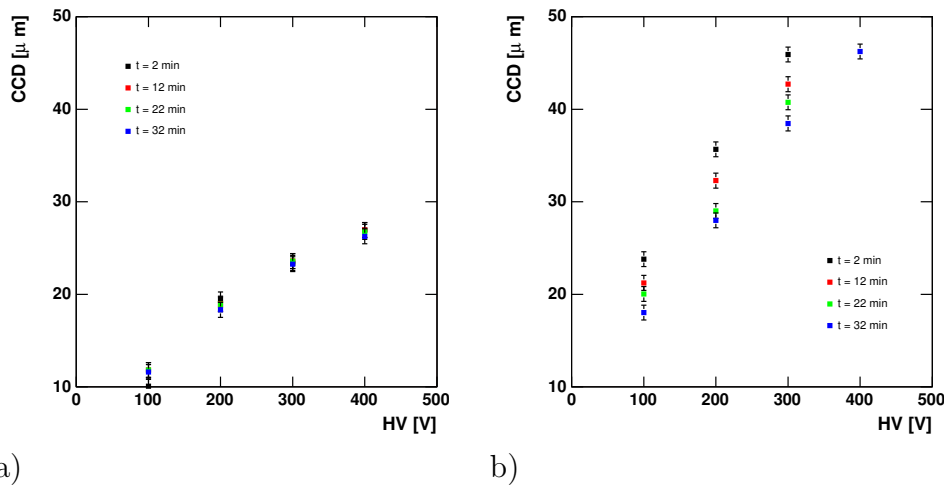 CCD [μ m]
50
40
30
20
10
t = 2 min
t = 12 min
t = 22 min
t = 32 min
0 100 200 300 400 500
HV [V]
a)
CCD [μ m]
50
40
30
20
10
t = 2 min
t = 12 min
t = 22 min
t = 32 min
0 100 200 300 400 500
HV [V]
b)